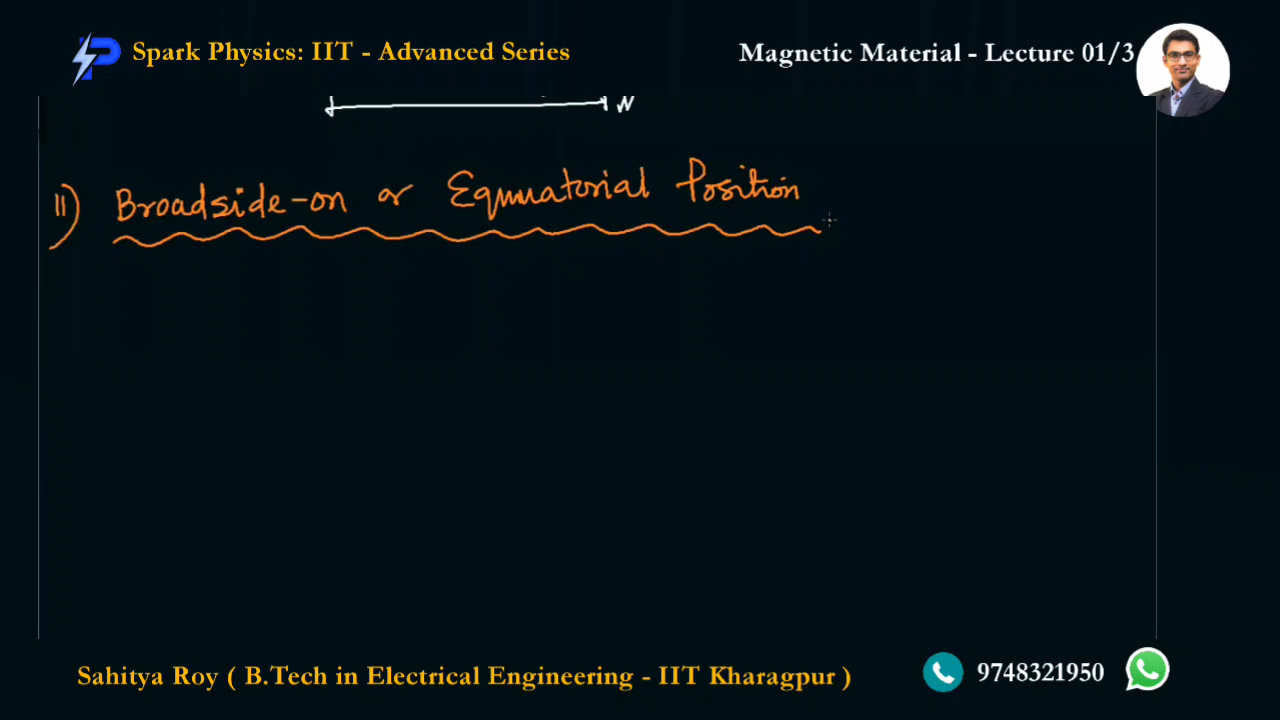 Spark Physics: IIT - Advanced Series
Magnetic Material - Lecture 01/3
N
II) Broadside-on or Equuatorial Position
Sahitya Roy ( B.Tech in Electrical Engineering - IIT Kharagpur )
9748321950